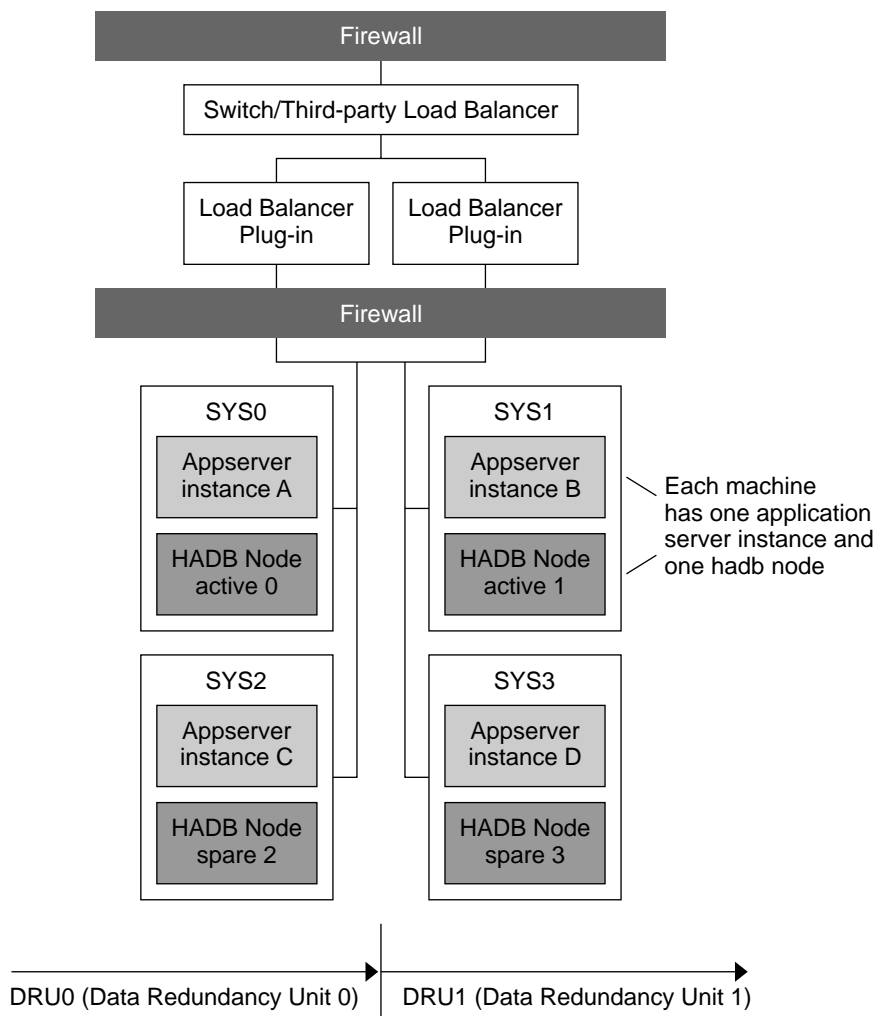 Firewall
Switch/Third-party Load Balancer
Load Balancer
Plug-in
Load Balancer
Plug-in
Firewall
SYS0
Appserver
instance A
HADB Node
active 0
SYS1
Appserver
instance B
HADB Node
active 1
Each machine
has one application
server instance and
one hadb node
SYS2
Appserver
instance C
HADB Node
spare 2
SYS3
Appserver
instance D
HADB Node
spare 3
DRU0 (Data Redundancy Unit 0)
DRU1 (Data Redundancy Unit 1)